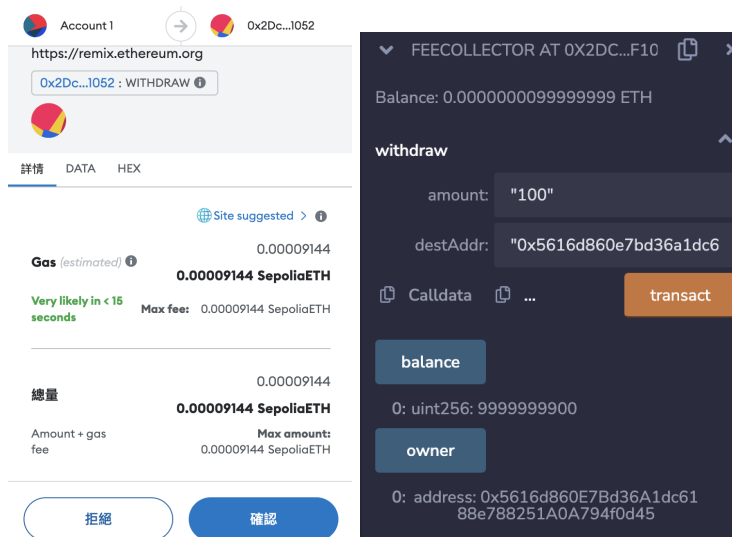 Account 1
0x2Dc...1052
https://remix.ethereum.org
0x2Dc...1052 : WITHDRAW
詳情 DATA HEX
Site suggested >
Gas (estimated)
0.00009144
0.00009144 SepoliaETH
Very likely in < 15 seconds
Max fee: 0.00009144 SepoliaETH
總量
0.00009144
0.00009144 SepoliaETH
Amount + gas fee
Max amount:
0.00009144 SepoliaETH
拒絕
確認
FEECOLLECTOR AT 0X2DC...F10
Balance: 0.0000000099999999 ETH
withdraw
amount: "100"
destAddr: "0x5616d860e7bd36a1dc6
Calldata ... transact
balance
0: uint256: 9999999900
owner
0: address: 0x5616d860E7Bd36A1dc61
88e788251A0A794f0d45